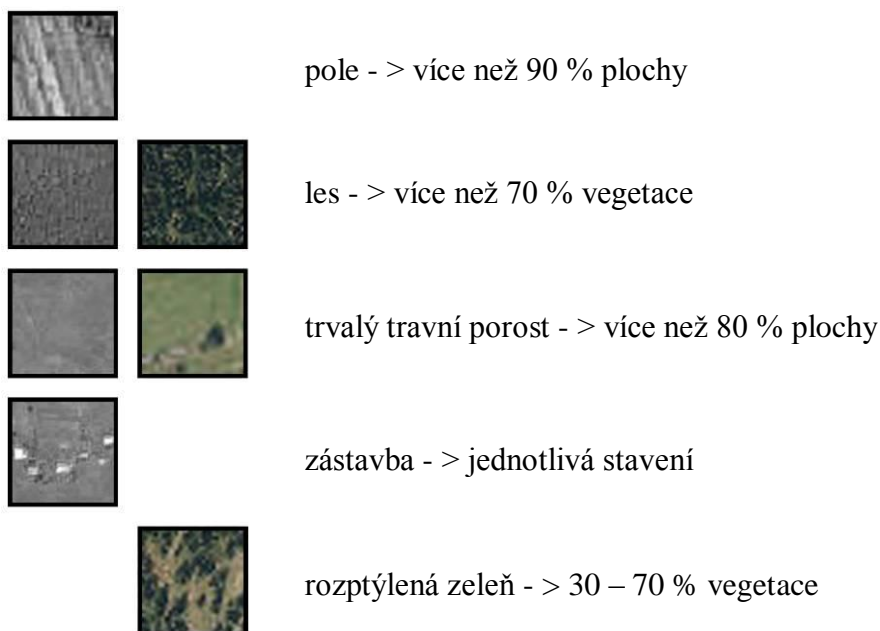 pole - > více než 90 % plochy
les - > více než 70 % vegetace
trvalý travní porost - > více než 80 % plochy
zástavba - > jednotlivá stavení
rozptýlená zeleň - > 30 – 70 % vegetace